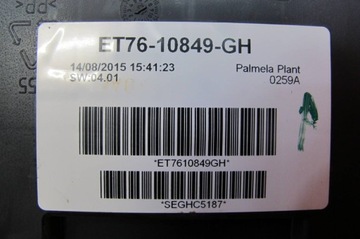 ET76-10849-GH
14/08/2015 15:41:23
Palmela Plant
SW:04.01
0259A
*ET7610849GH*
*SEGHC5187*